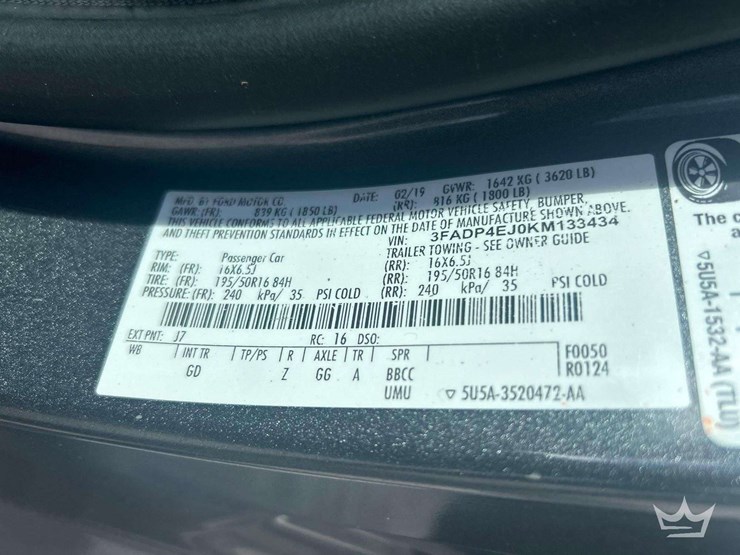 MFD. BY FORD MOTOR CO. DATE: 02/19 GVWR: 1642 KG ( 3620 LB)
GAWR: (FR): 839 KG ( 1850 LB) (RR): 816 KG ( 1800 LB)
THIS VEHICLE CONFORMS TO ALL APPLICABLE FEDERAL MOTOR VEHICLE SAFETY, BUMPER,
AND THEFT PREVENTION STANDARDS IN EFFECT ON THE DATE OF MANUFACTURE SHOWN ABOVE.
VIN: 3FADP4EJ0KM133434
TYPE: Passenger Car TRAILER TOWING - SEE OWNER GUIDE
RIM: (FR): 16X6.5J (RR): 16X6.5J
TIRE: (FR): 195/50R16 84H (RR): 195/50R16 84H
PRESSURE: (FR): 240 kPa/ 35 PSI COLD (RR): 240 kPa/ 35 PSI COLD
EXT PNT: J7 RC: 16 DSO:
WB INT TR TP/PS R AXLE TR SPR F0050
GD Z GG A BBCC R0124
UMU ▽ 5U5A-3520472-AA
The c
a
▽5U5A-1532-AA (TLU)